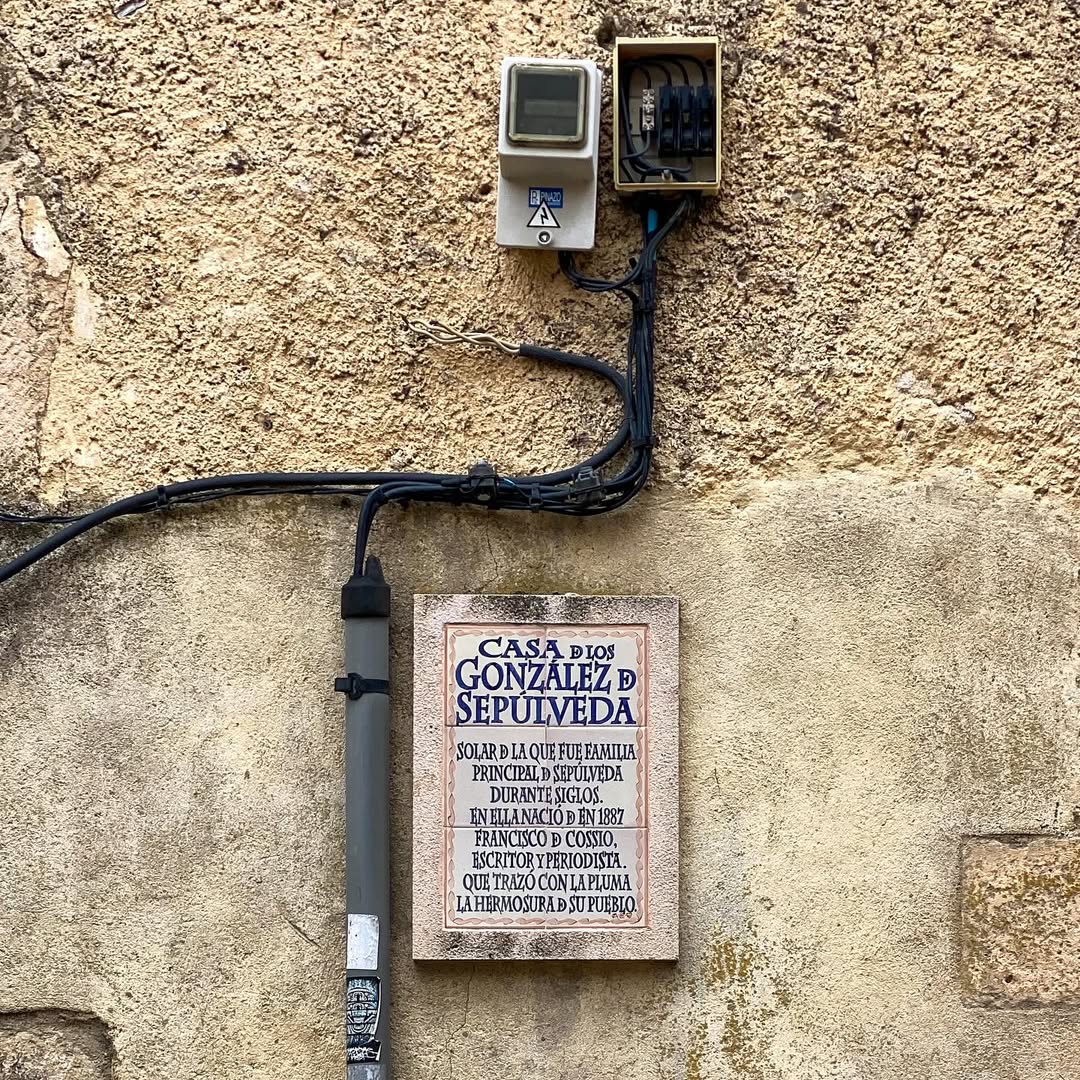 PINAZO
CASA D LOS
GONZÁLEZ D
SEPÚLVEDA
SOLAR D LA QUE FUE FAMILIA
PRINCIPAL D SEPÚLVEDA
DURANTE SIGLOS.
EN ELLA NACIÓ D EN 1887
FRANCISCO D COSSIO,
ESCRITOR Y PERIODISTA.
QUE TRAZÓ CON LA PLUMA
LA HERMOSURA D SU PUEBLO.